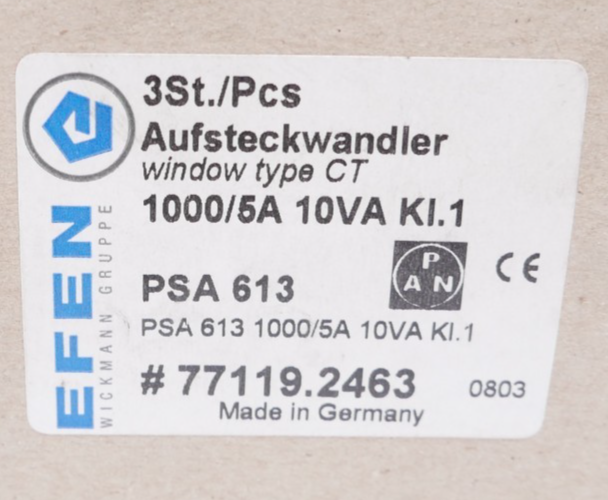 3St./Pcs
Aufsteckwandler
window type CT
1000/5A 10VA Kl.1
PSA 613
PAN
CE
PSA 613 1000/5A 10VA Kl.1
# 77119.2463
0803
Made in Germany
EFEN
WICKMANN GRUPPE